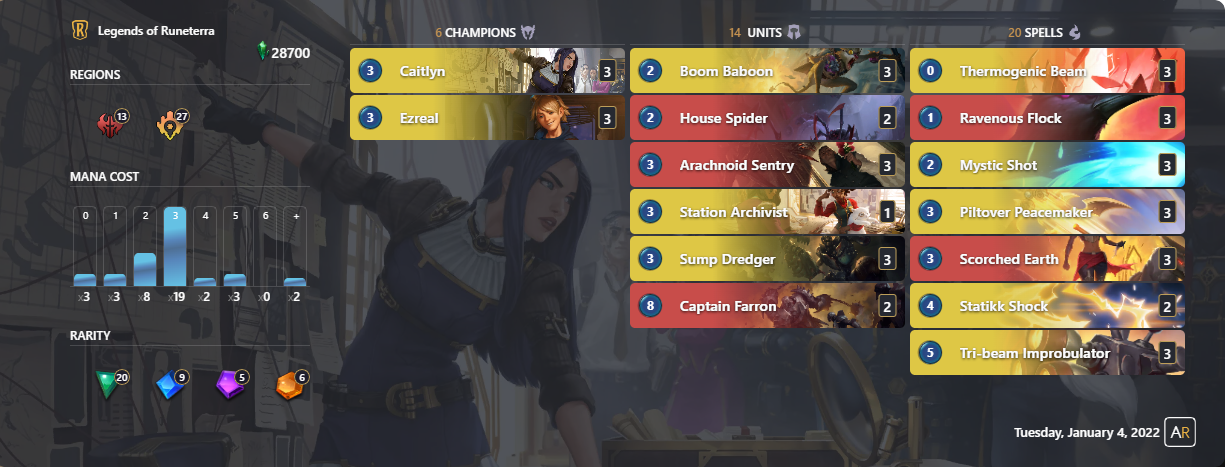 Legends of Runeterra
28700
REGIONS
13
27
MANA COST
0 1 2 3 4 5 6 +
x3 x3 x8 x19 x2 x3 x0 x2
RARITY
20
9
5
6
6 CHAMPIONS
3 Caitlyn 3
3 Ezreal 3
14 UNITS
2 Boom Baboon 3
2 House Spider 2
3 Arachnoid Sentry 3
3 Station Archivist 1
3 Sump Dredger 3
8 Captain Farron 2
20 SPELLS
0 Thermogenic Beam 3
1 Ravenous Flock 3
2 Mystic Shot 3
3 Piltover Peacemaker 3
3 Scorched Earth 3
4 Statikk Shock 2
5 Tri-beam Improbulator 3
Tuesday, January 4, 2022 AR